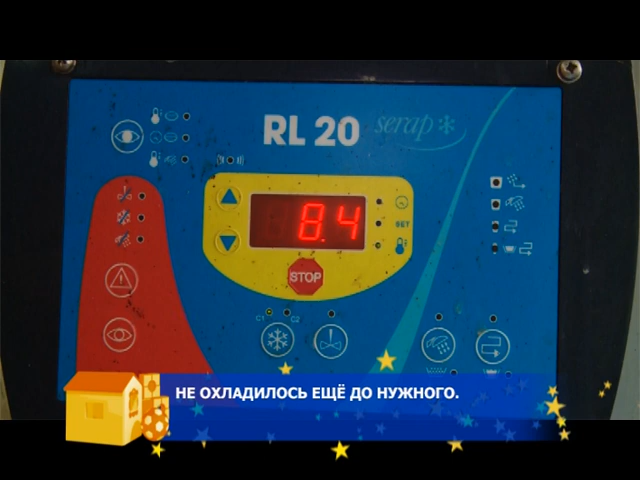 RL 20 serap
8.4
SET
STOP
C1 C2
НЕ ОХЛАДИЛОСЬ ЕЩЁ ДО НУЖНОГО.